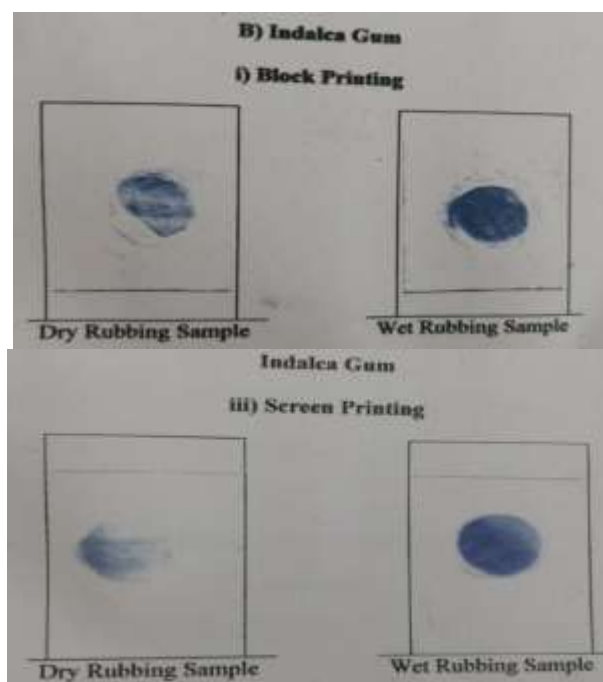 B) Indalca Gum
i) Block Printing
Dry Rubbing Sample
Wet Rubbing Sample
Indalca Gum
iii) Screen Printing
Dry Rubbing Sample
Wet Rubbing Sample